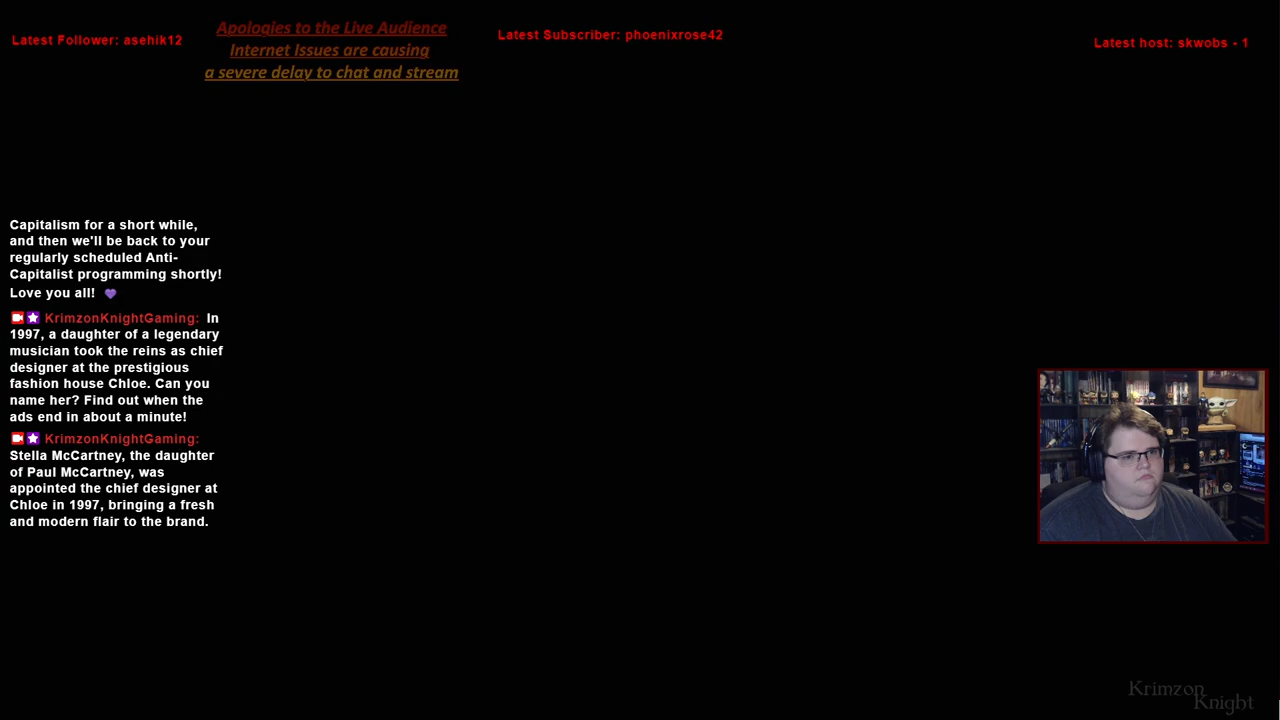 Latest Follower: asehik12
Apologies to the Live Audience
Internet Issues are causing
a severe delay to chat and stream
Latest Subscriber: phoenixrose42
Latest host: skwobs - 1
Capitalism for a short while,
and then we'll be back to your
regularly scheduled Anti-
Capitalist programming shortly!
Love you all!
KrimzonKnightGaming: In
1997, a daughter of a legendary
musician took the reins as chief
designer at the prestigious
fashion house Chloe. Can you
name her? Find out when the
ads end in about a minute!
KrimzonKnightGaming:
Stella McCartney, the daughter
of Paul McCartney, was
appointed the chief designer at
Chloe in 1997, bringing a fresh
and modern flair to the brand.
Krimzon
Knight